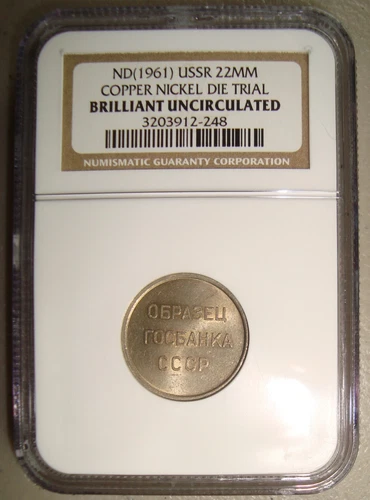 ND(1961) USSR 22MM
COPPER NICKEL DIE TRIAL
BRILLIANT UNCIRCULATED
3203912-248
NUMISMATIC GUARANTY CORPORATION
ОБРАЗЕЦ
ГОСБАНКА
СССР